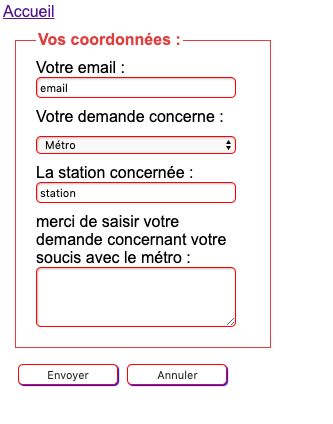 Accueil
Vos coordonnées :
Votre email :
email
Votre demande concerne :
Métro
La station concernée :
station
merci de saisir votre
demande concernant votre
soucis avec le métro :
Envoyer Annuler